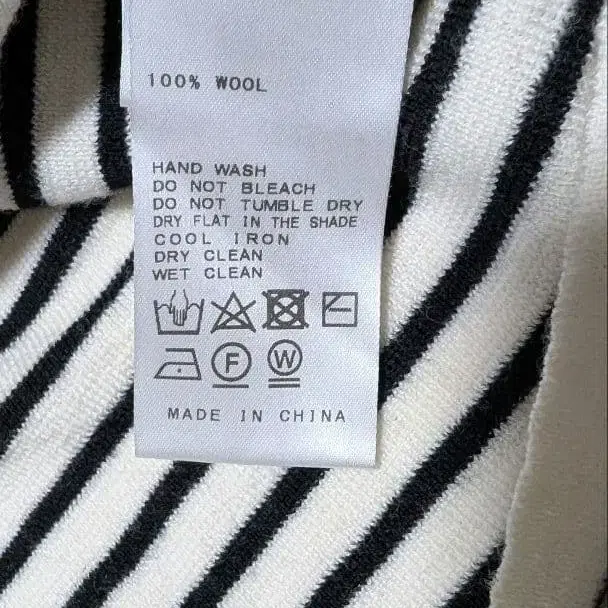 100% WOOL
HAND WASH
DO NOT BLEACH
DO NOT TUMBLE DRY
DRY FLAT IN THE SHADE
COOL IRON
DRY CLEAN
WET CLEAN
F W
MADE IN CHINA